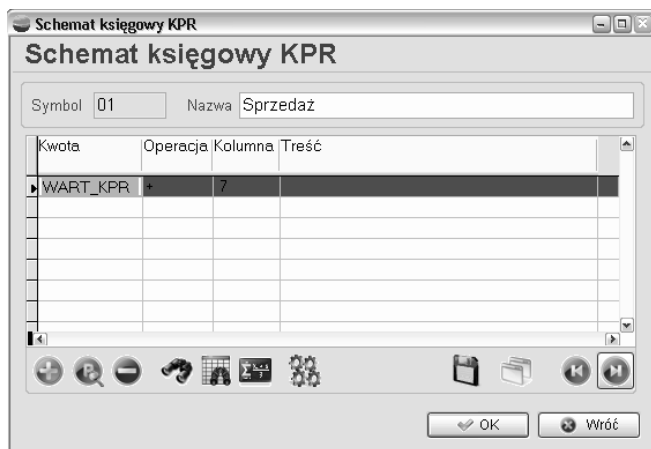 Schemat księgowy KPR
Schemat księgowy KPR
Symbol 01 Nazwa Sprzedaż
Kwota Operacja Kolumna Treść
WART_KPR + 7
OK Wróć